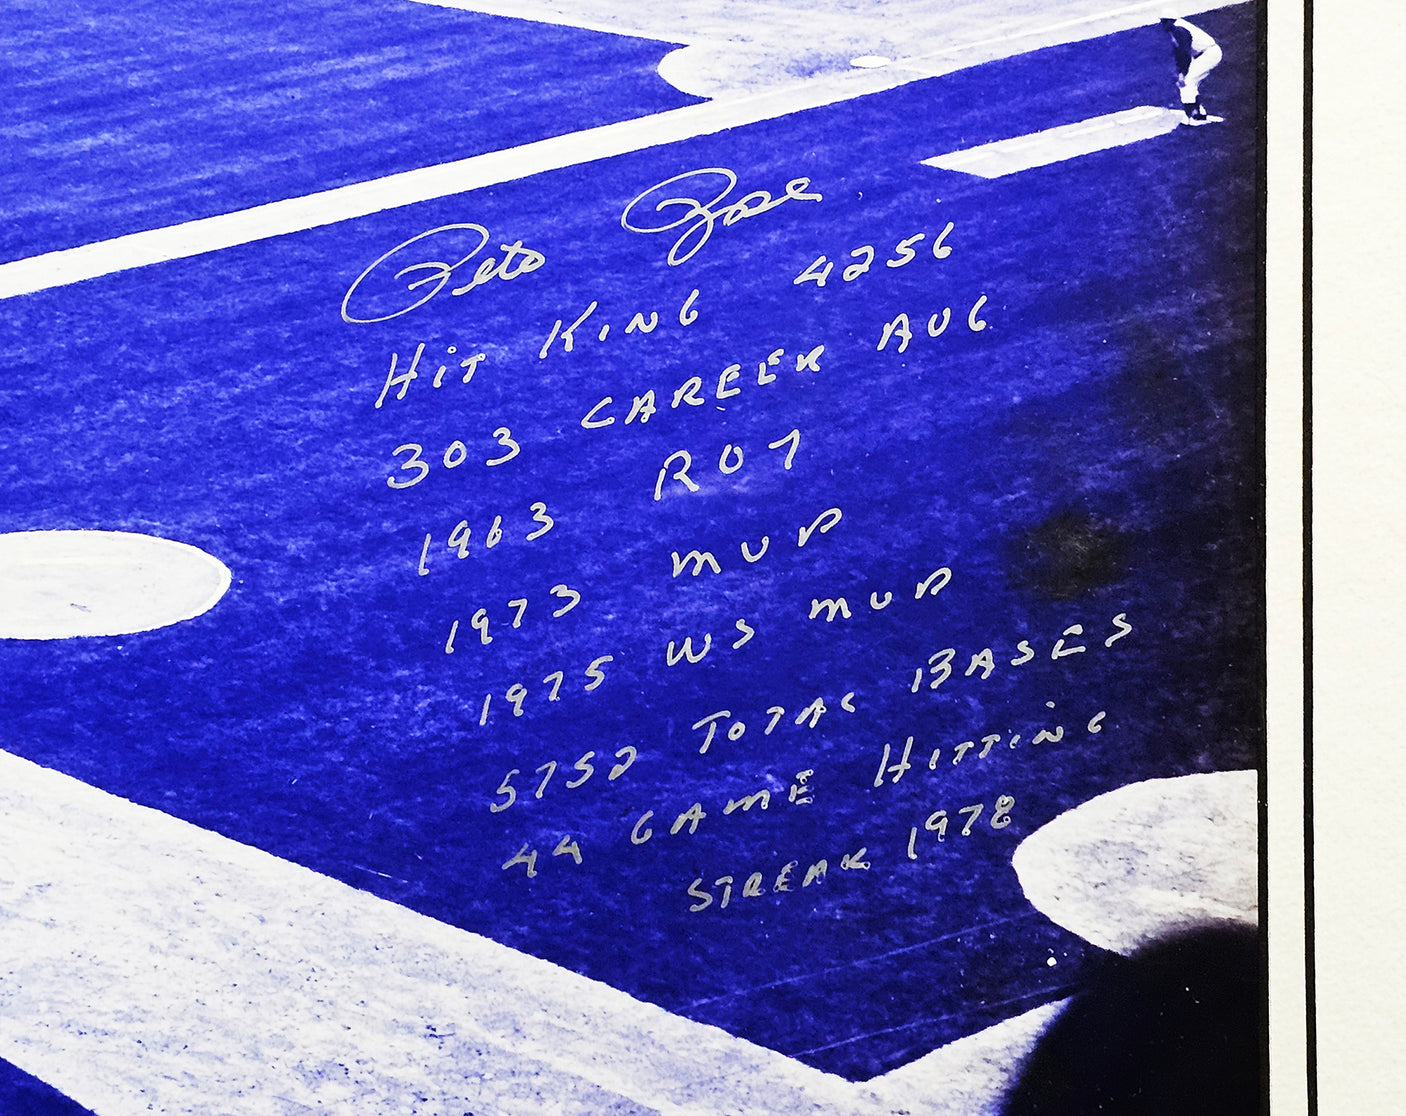 Pete Rose
HiT KING 4256
303 CAREER AVG
1963 ROY
1973 MVP
1975 WS MVP
5752 TOTAL BASES
44 GAME HITTING
STREAK 1978